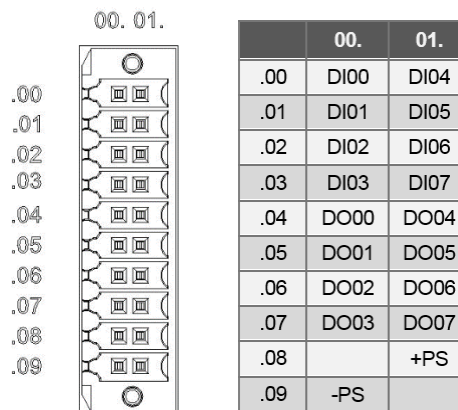 00. 01.
.00
.01
.02
.03
.04
.05
.06
.07
.08
.09
00. 01.
.00 DI00 DI04
.01 DI01 DI05
.02 DI02 DI06
.03 DI03 DI07
.04 DO00 DO04
.05 DO01 DO05
.06 DO02 DO06
.07 DO03 DO07
.08 +PS
.09 -PS